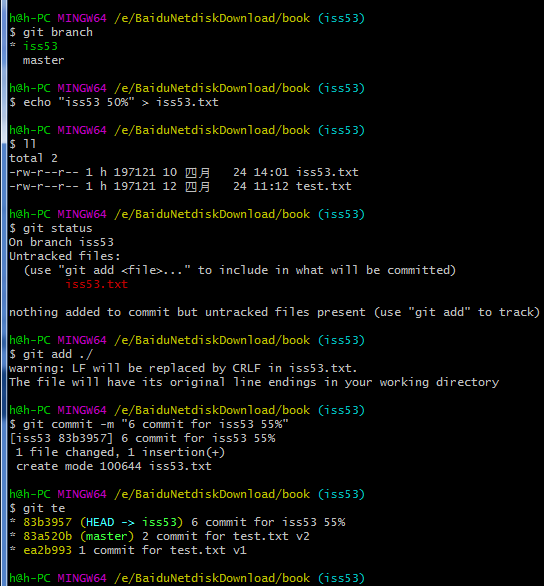 h@h-PC MINGW64 /e/BaiduNetdiskDownload/book (iss53)
$ git branch
* iss53
  master
h@h-PC MINGW64 /e/BaiduNetdiskDownload/book (iss53)
$ echo "iss53 50%" > iss53.txt
h@h-PC MINGW64 /e/BaiduNetdiskDownload/book (iss53)
$ ll
total 2
-rw-r--r-- 1 h 197121 10 四月   24 14:01 iss53.txt
-rw-r--r-- 1 h 197121 12 四月   24 11:12 test.txt
h@h-PC MINGW64 /e/BaiduNetdiskDownload/book (iss53)
$ git status
On branch iss53
Untracked files:
  (use "git add <file>..." to include in what will be committed)
        iss53.txt
nothing added to commit but untracked files present (use "git add" to track)
h@h-PC MINGW64 /e/BaiduNetdiskDownload/book (iss53)
$ git add ./
warning: LF will be replaced by CRLF in iss53.txt.
The file will have its original line endings in your working directory
h@h-PC MINGW64 /e/BaiduNetdiskDownload/book (iss53)
$ git commit -m "6 commit for iss53 55%"
[iss53 83b3957] 6 commit for iss53 55%
 1 file changed, 1 insertion(+)
 create mode 100644 iss53.txt
h@h-PC MINGW64 /e/BaiduNetdiskDownload/book (iss53)
$ git te
* 83b3957 (HEAD -> iss53) 6 commit for iss53 55%
* 83a520b (master) 2 commit for test.txt v2
* ea2b993 1 commit for test.txt v1
h@h-PC MINGW64 /e/BaiduNetdiskDownload/book (iss53)